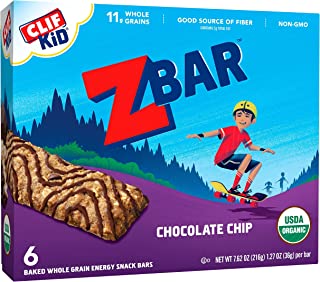 CLIF
KID
11g WHOLE
GRAINS
GOOD SOURCE OF FIBER
NON-GMO
ZBAR™
CHOCOLATE CHIP
USDA
ORGANIC
6
BAKED WHOLE GRAIN ENERGY SNACK BARS
NET WT 7.62 OZ (216g) 1.27 OZ (36g) per bar